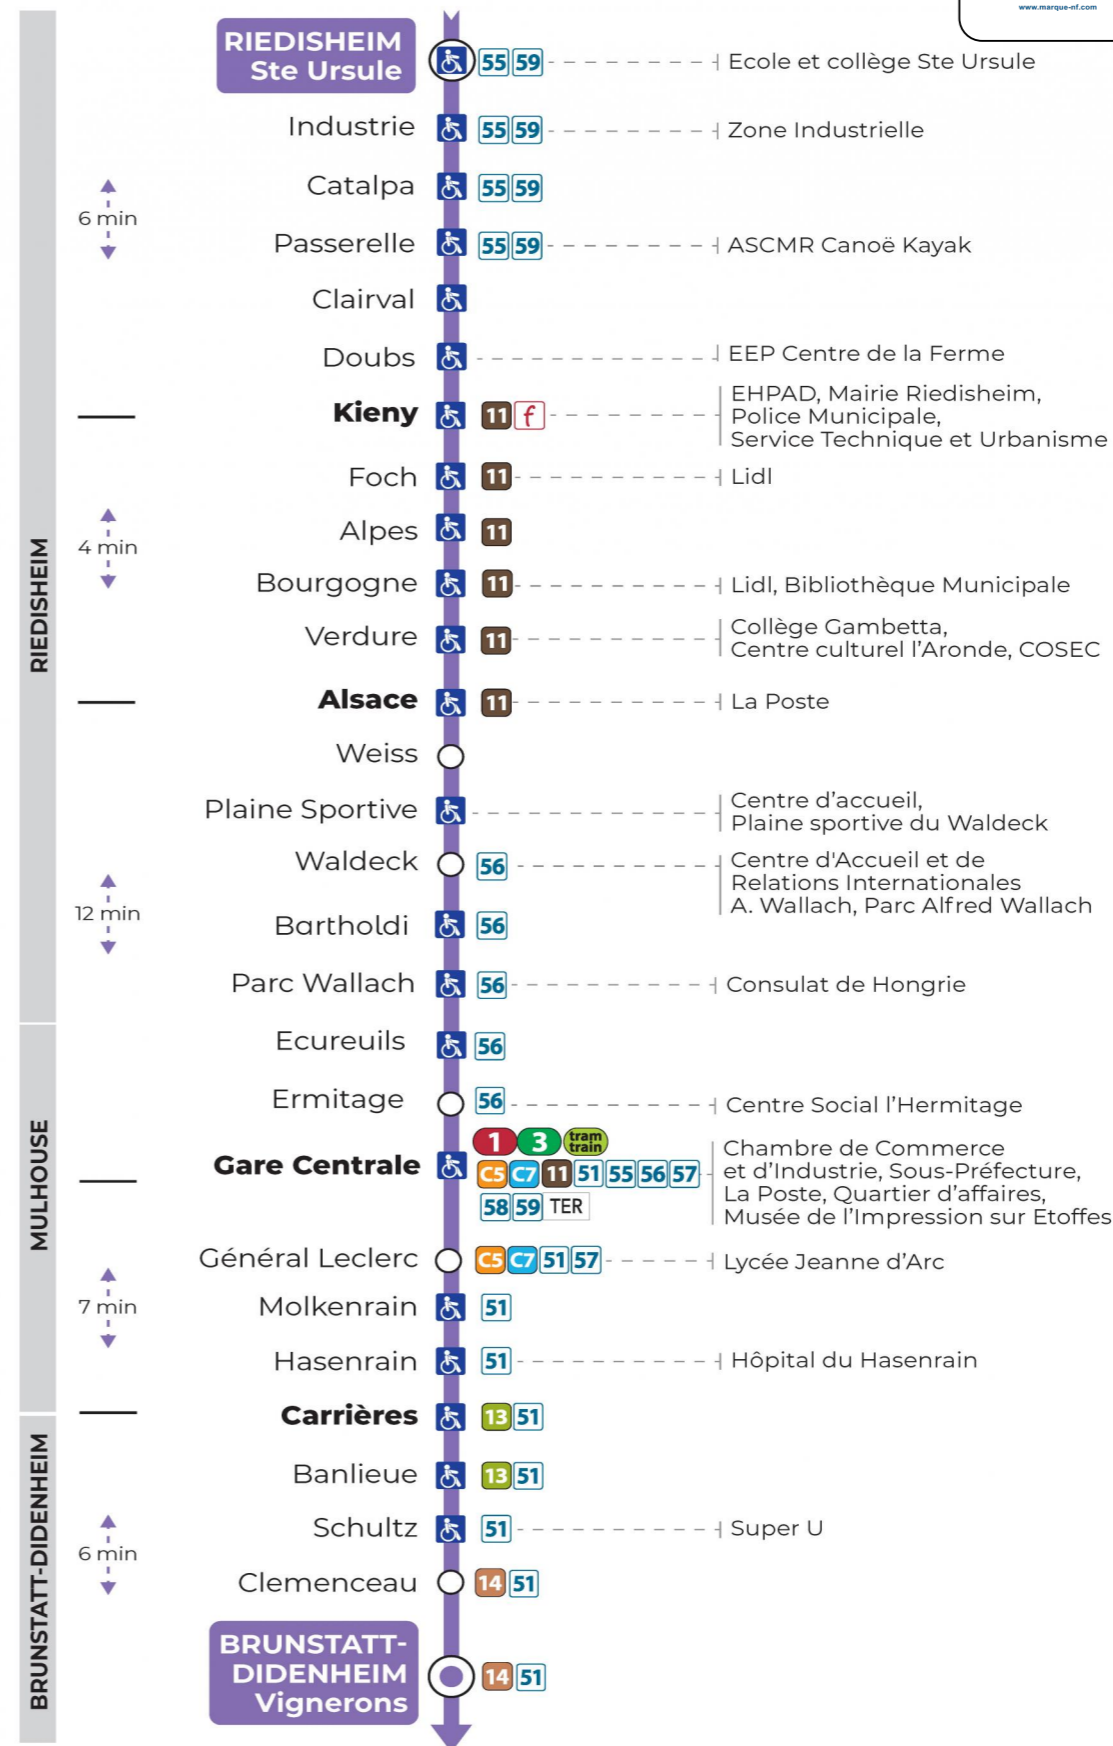 www.marque-nf.com
RIEDISHEIM
Ste Ursule
55 59
Ecole et collège Ste Ursule
Industrie
55 59
Zone Industrielle
Catalpa
55 59
6 min
Passerelle
55 59
ASCMR Canoë Kayak
Clairval
Doubs
EEP Centre de la Ferme
Kieny
11 f
EHPAD, Mairie Riedisheim,
Police Municipale,
Service Technique et Urbanisme
Foch
11
Lidl
Alpes
11
4 min
Bourgogne
11
Lidl, Bibliothèque Municipale
RIEDISHEIM
Verdure
11
Collège Gambetta,
Centre culturel l'Aronde, COSEC
Alsace
11
La Poste
Weiss
Plaine Sportive
Centre d'accueil,
Plaine sportive du Waldeck
Waldeck
56
Centre d'Accueil et de
Relations Internationales
A. Wallach, Parc Alfred Wallach
12 min
Bartholdi
56
Parc Wallach
56
Consulat de Hongrie
Ecureuils
56
Ermitage
56
Centre Social l'Hermitage
MULHOUSE
Gare Centrale
1 3 tram train
C5 C7 11 51 55 56 57
58 59 TER
Chambre de Commerce
et d'Industrie, Sous-Préfecture,
La Poste, Quartier d'affaires,
Musée de l'Impression sur Etoffes
Général Leclerc
C5 C7 51 57
Lycée Jeanne d'Arc
7 min
Molkenrain
51
Hasenrain
51
Hôpital du Hasenrain
Carrières
13 51
Banlieue
13 51
BRUNSTATT-DIDENHEIM
Schultz
51
Super U
6 min
Clemenceau
14 51
BRUNSTATT-
DIDENHEIM
Vignerons
14 51